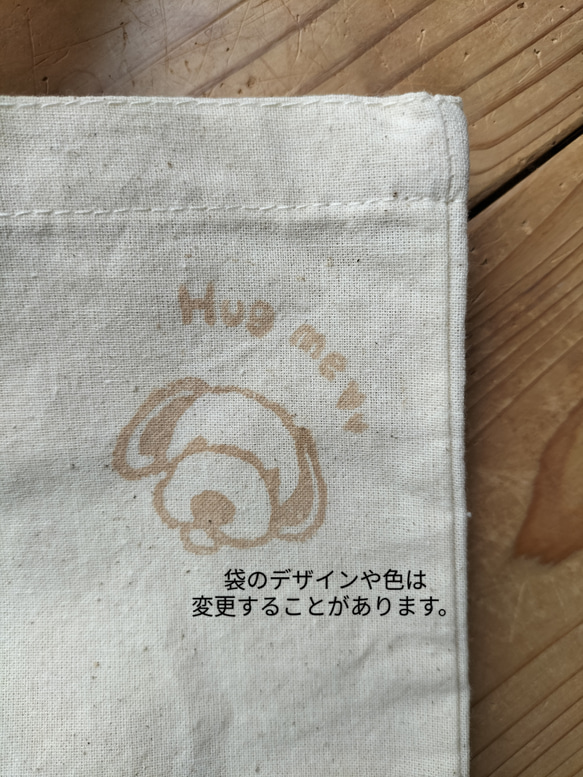 Hug me
袋のデザインや色は
変更することがあります。